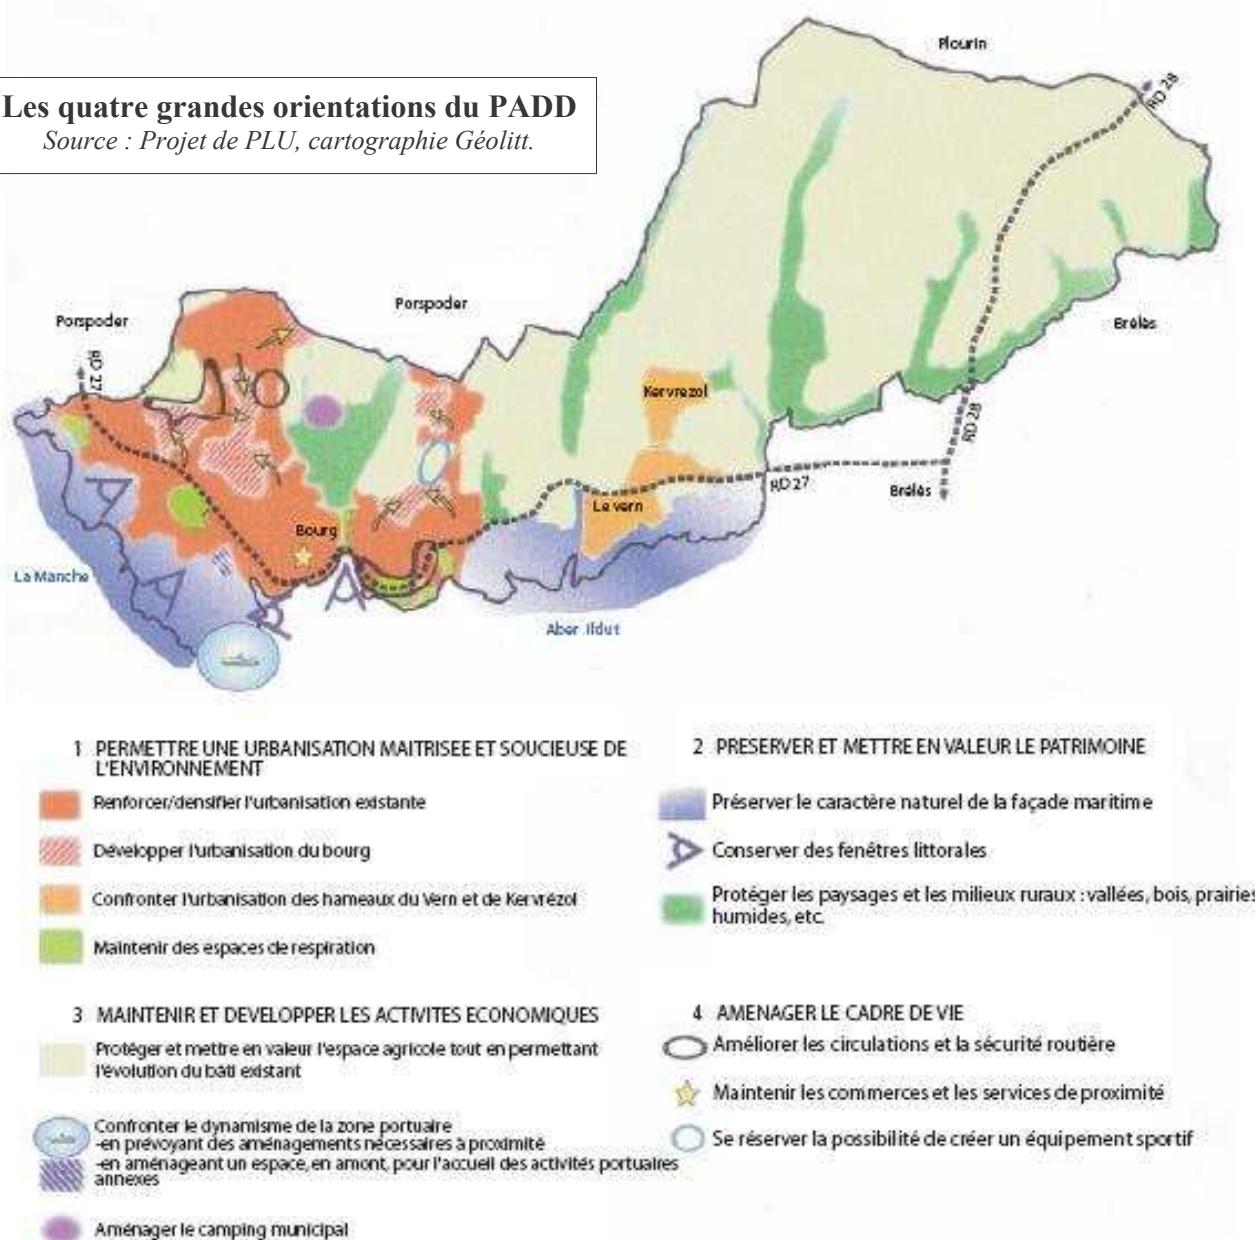 Les quatre grandes orientations du PADD
Source : Projet de PLU, cartographie Géolitt.
Plourin
RD 28
Porspoder
Porspoder
Brélès
RD 27
Kervrezol
RD 28
RD 27
Brélès
Le vern
Bourg
La Manche
Aber Ildut
1 PERMETTRE UNE URBANISATION MAITRISEE ET SOUCIEUSE DE
L'ENVIRONNEMENT
Renforcer/densifier l'urbanisation existante
Développer l'urbanisation du bourg
Confronter l'urbanisation des hameaux du Vern et de Kervrézol
Maintenir des espaces de respiration
2 PRESERVER ET METTRE EN VALEUR LE PATRIMOINE
Préserver le caractère naturel de la façade maritime
Conserver des fenêtres littorales
Protéger les paysages et les milieux ruraux : vallées, bois, prairies
humides, etc.
3 MAINTENIR ET DEVELOPPER LES ACTIVITES ECONOMIQUES
Protéger et mettre en valeur l'espace agricole tout en permettant
l'évolution du bâti existant
Confronter le dynamisme de la zone portuaire
-en prévoyant des aménagements nécessaires à proximité
-en aménageant un espace, en amont, pour l'accueil des activités portuaires
annexes
Aménager le camping municipal
4 AMENAGER LE CADRE DE VIE
Améliorer les circulations et la sécurité routière
Maintenir les commerces et les services de proximité
Se réserver la possibilité de créer un équipement sportif